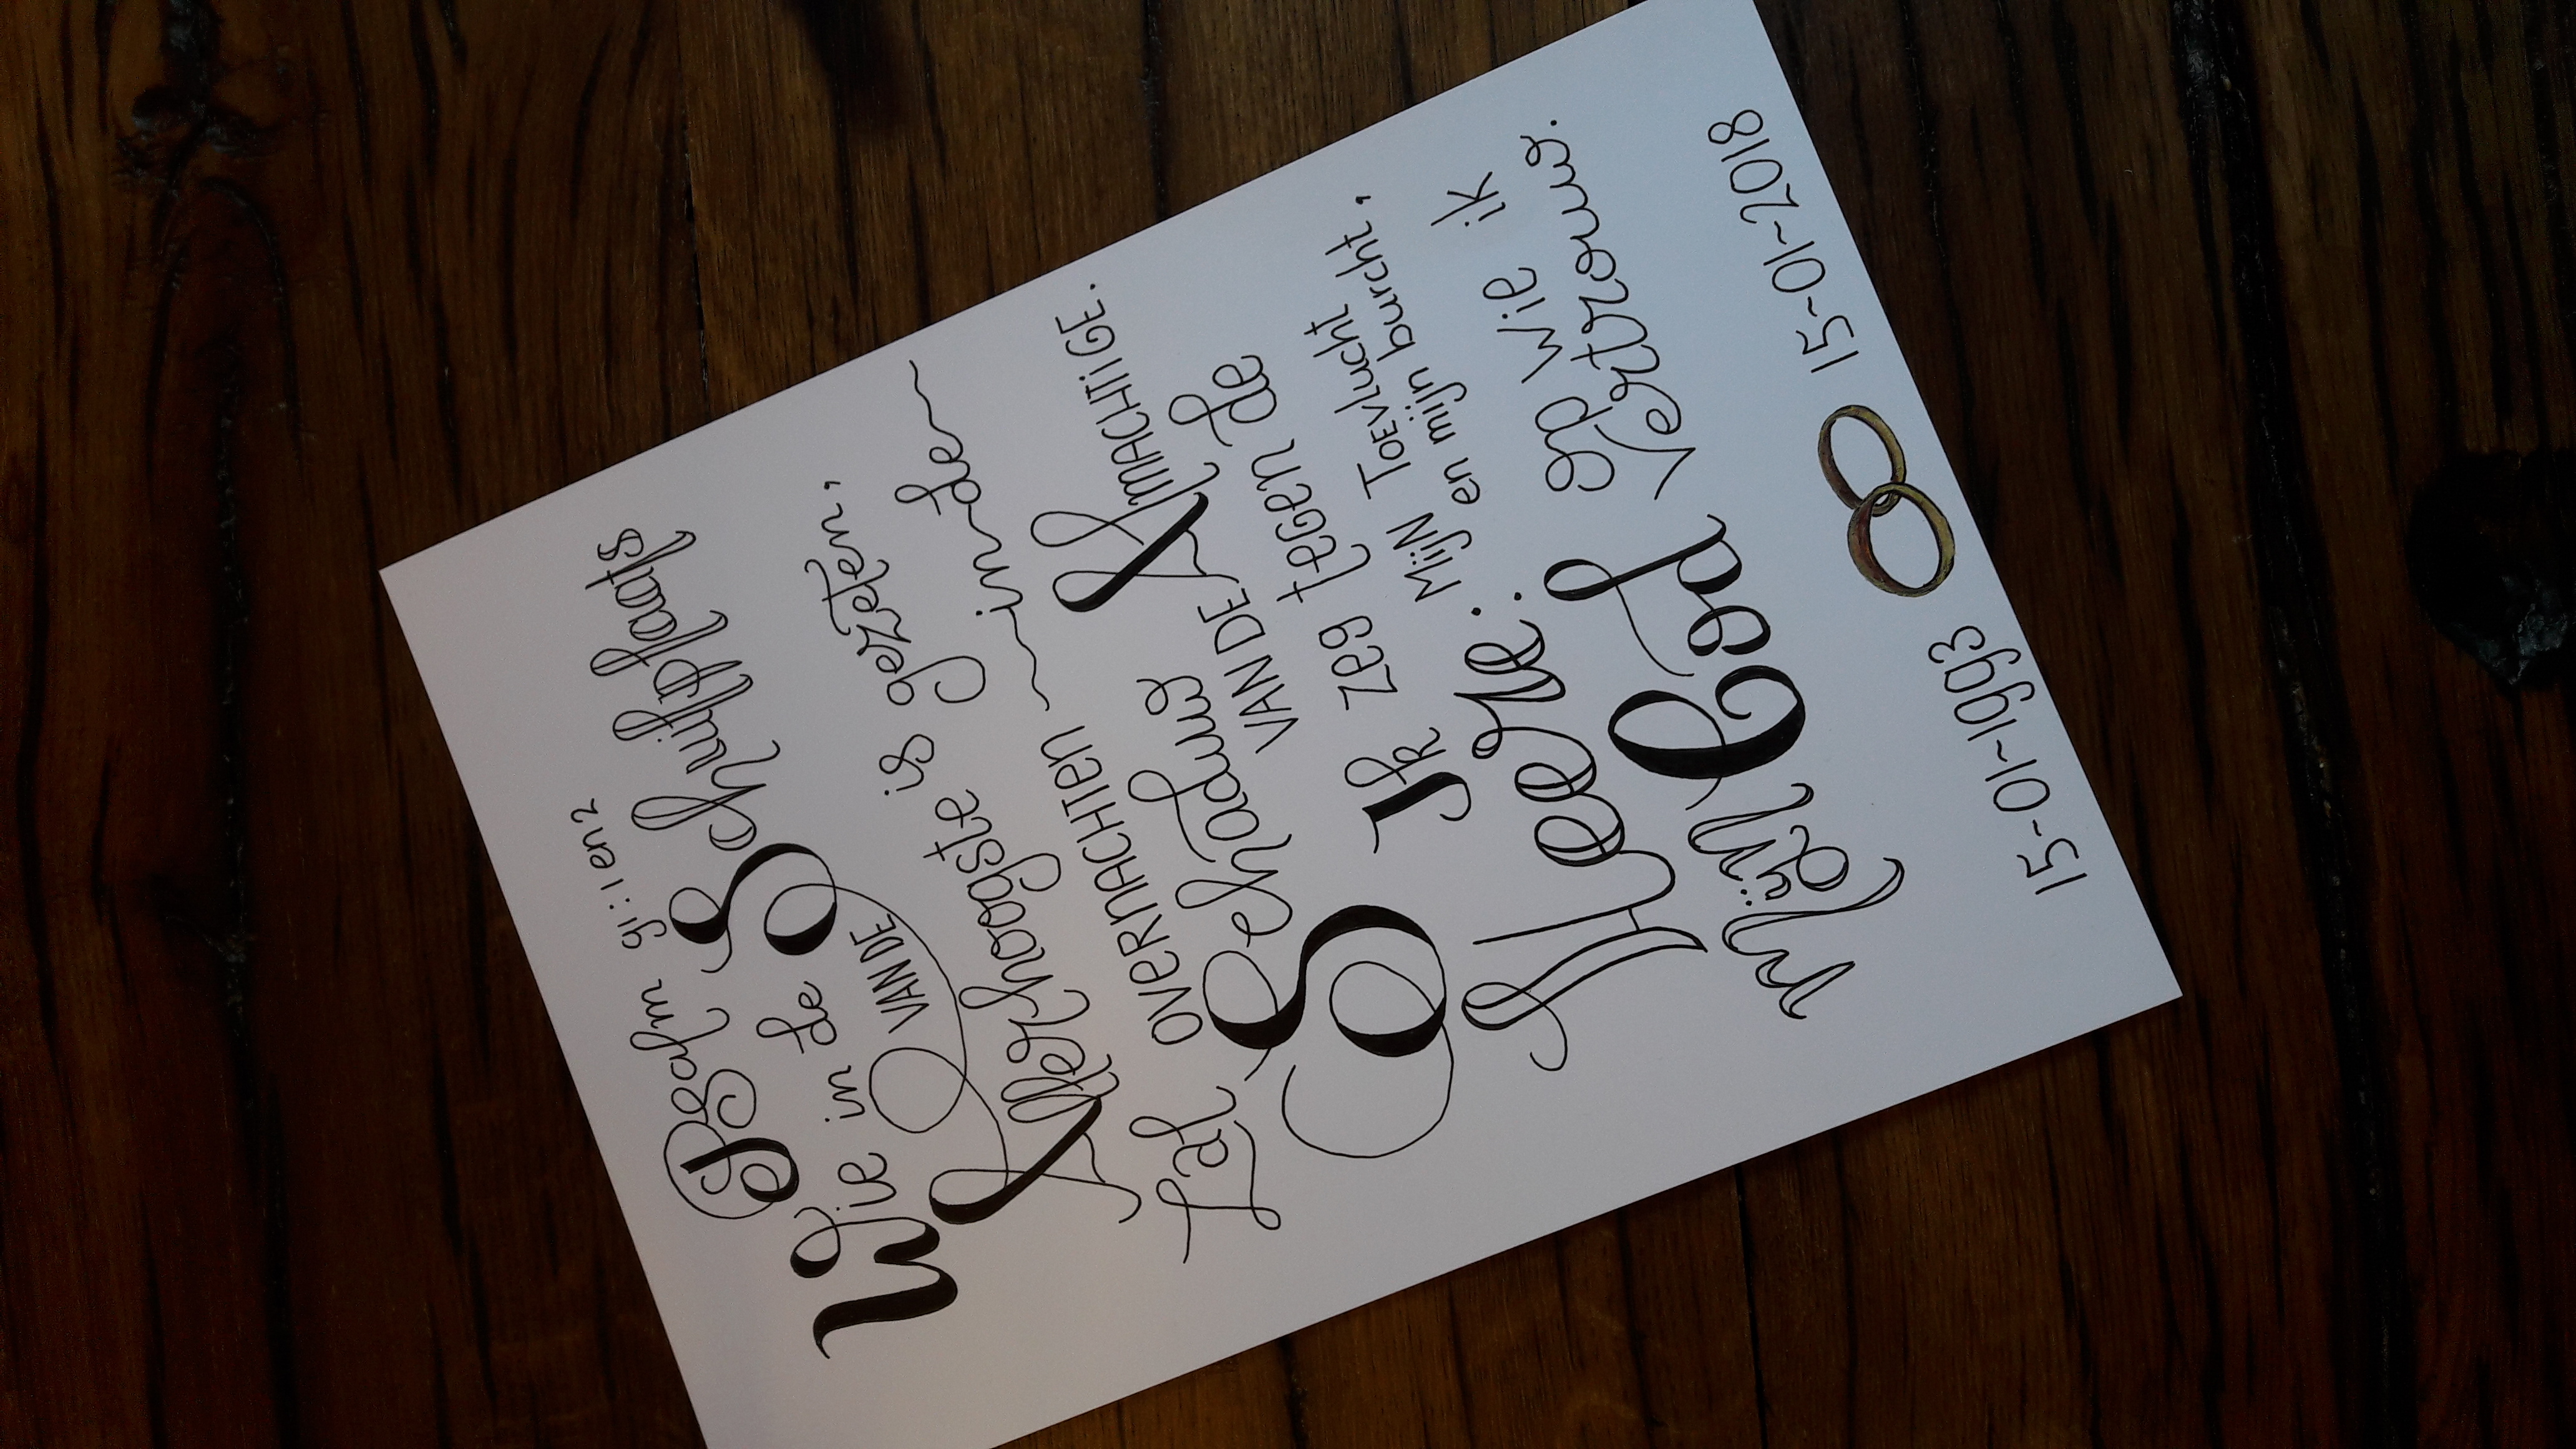 Psalm 91:1 en 2
Wie in de Schuilplaats
VAN DE
Allerhoogste is gezeten,
Zal OVERNACHTEN in de
Schaduw
VAN DE AlMACHTIGE.
Ik zeg tegen de
Heere: MijN TOEVlucht
en mijn burcht,
MijN God op wie ik
vertrouw.
15-01-1993 15-01-2018